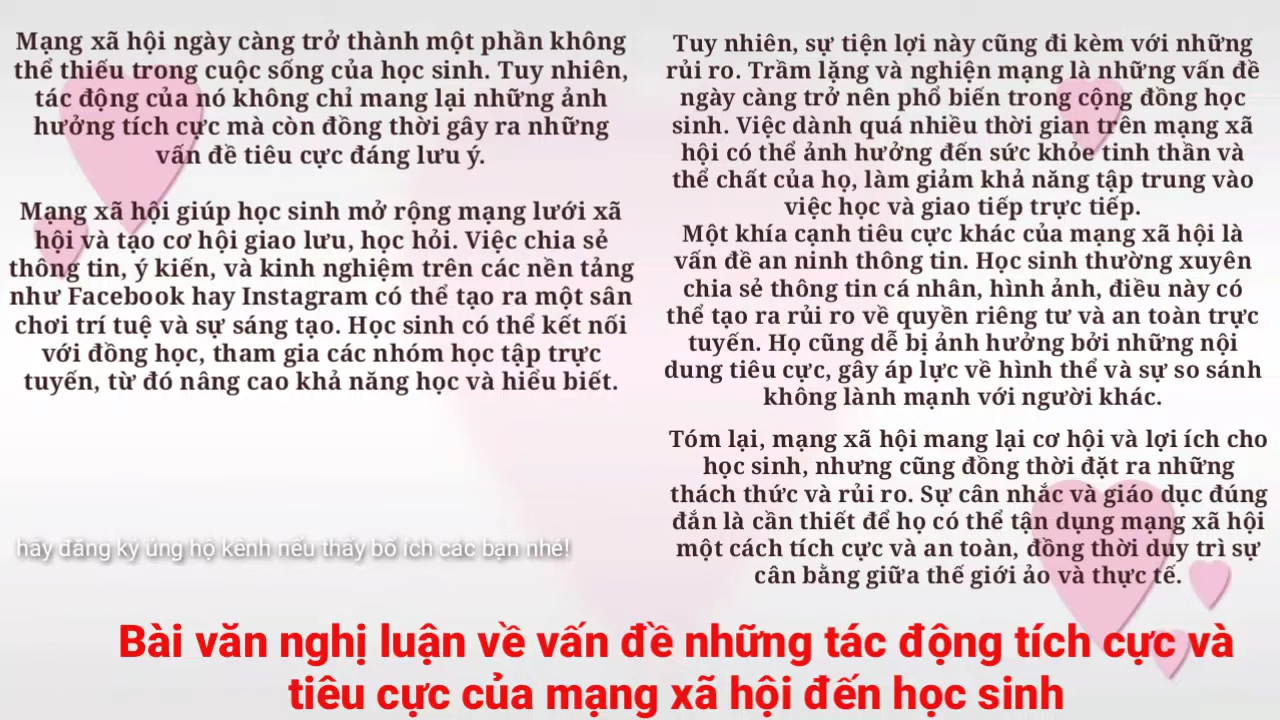 Mạng xã hội ngày càng trở thành một phần không
thể thiếu trong cuộc sống của học sinh. Tuy nhiên,
tác động của nó không chỉ mang lại những ảnh
hưởng tích cực mà còn đồng thời gây ra những
vấn đề tiêu cực đáng lưu ý.
Mạng xã hội giúp học sinh mở rộng mạng lưới xã
hội và tạo cơ hội giao lưu, học hỏi. Việc chia sẻ
thông tin, ý kiến, và kinh nghiệm trên các nền tảng
như Facebook hay Instagram có thể tạo ra một sân
chơi trí tuệ và sự sáng tạo. Học sinh có thể kết nối
với đồng học, tham gia các nhóm học tập trực
tuyến, từ đó nâng cao khả năng học và hiểu biết.
hãy đăng ký ủng hộ kênh nếu thấy bổ ích các bạn nhé!
Tuy nhiên, sự tiện lợi này cũng đi kèm với những
rủi ro. Trầm lặng và nghiện mạng là những vấn đề
ngày càng trở nên phổ biến trong cộng đồng học
sinh. Việc dành quá nhiều thời gian trên mạng xã
hội có thể ảnh hưởng đến sức khỏe tinh thần và
thể chất của họ, làm giảm khả năng tập trung vào
việc học và giao tiếp trực tiếp.
Một khía cạnh tiêu cực khác của mạng xã hội là
vấn đề an ninh thông tin. Học sinh thường xuyên
chia sẻ thông tin cá nhân, hình ảnh, điều này có
thể tạo ra rủi ro về quyền riêng tư và an toàn trực
tuyến. Họ cũng dễ bị ảnh hưởng bởi những nội
dung tiêu cực, gây áp lực về hình thể và sự so sánh
không lành mạnh với người khác.
Tóm lại, mạng xã hội mang lại cơ hội và lợi ích cho
học sinh, nhưng cũng đồng thời đặt ra những
thách thức và rủi ro. Sự cân nhắc và giáo dục đúng
đắn là cần thiết để họ có thể tận dụng mạng xã hội
một cách tích cực và an toàn, đồng thời duy trì sự
cân bằng giữa thế giới ảo và thực tế.
Bài văn nghị luận về vấn đề những tác động tích cực và
tiêu cực của mạng xã hội đến học sinh